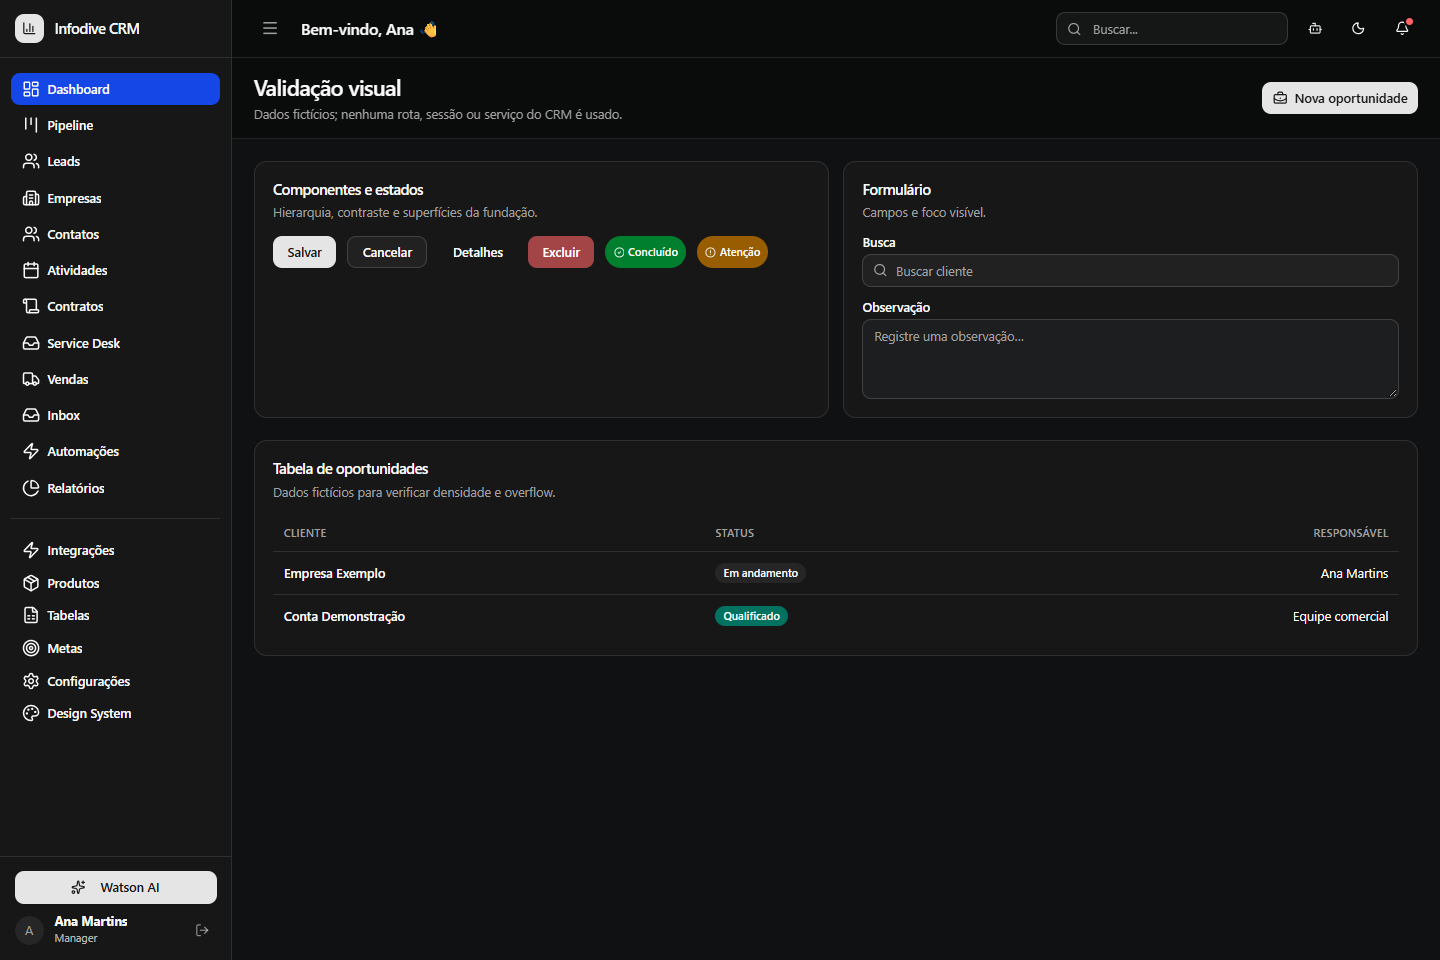 Infodive CRM
Bem-vindo, Ana 👋
Buscar...
Dashboard
Pipeline
Leads
Empresas
Contatos
Atividades
Contratos
Service Desk
Vendas
Inbox
Automações
Relatórios
Integrações
Produtos
Tabelas
Metas
Configurações
Design System
Watson AI
A
Ana Martins
Manager
Validação visual
Dados fictícios; nenhuma rota, sessão ou serviço do CRM é usado.
Nova oportunidade
Componentes e estados
Hierarquia, contraste e superfícies da fundação.
Salvar Cancelar Detalhes Excluir Concluído Atenção
Formulário
Campos e foco visível.
Busca
Buscar cliente
Observação
Registre uma observação...
Tabela de oportunidades
Dados fictícios para verificar densidade e overflow.
CLIENTE STATUS RESPONSÁVEL
Empresa Exemplo Em andamento Ana Martins
Conta Demonstração Qualificado Equipe comercial